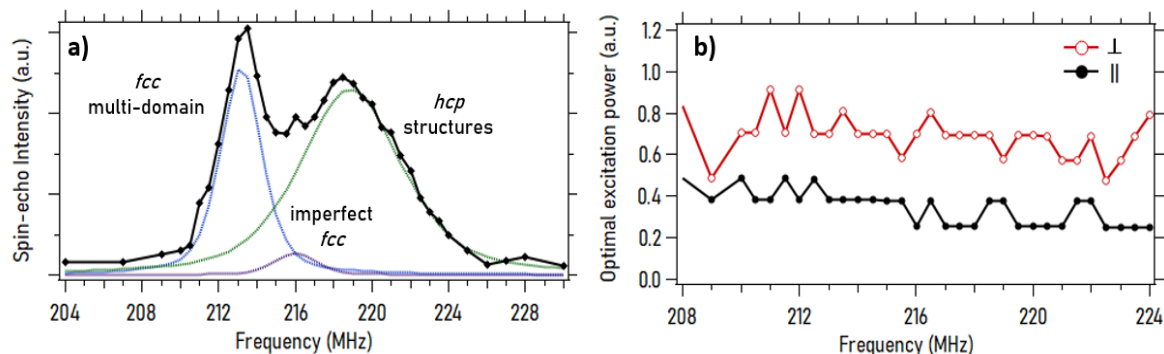 a)
Spin-echo Intensity (a.u.)
fcc
multi-domain
hcp
structures
imperfect
fcc
204 208 212 216 220 224 228
Frequency (MHz)
b)
Optimal excitation power (a.u.)
1.2
1.0
0.8
0.6
0.4
0.2
0.0
⊥
||
208 212 216 220 224
Frequency (MHz)